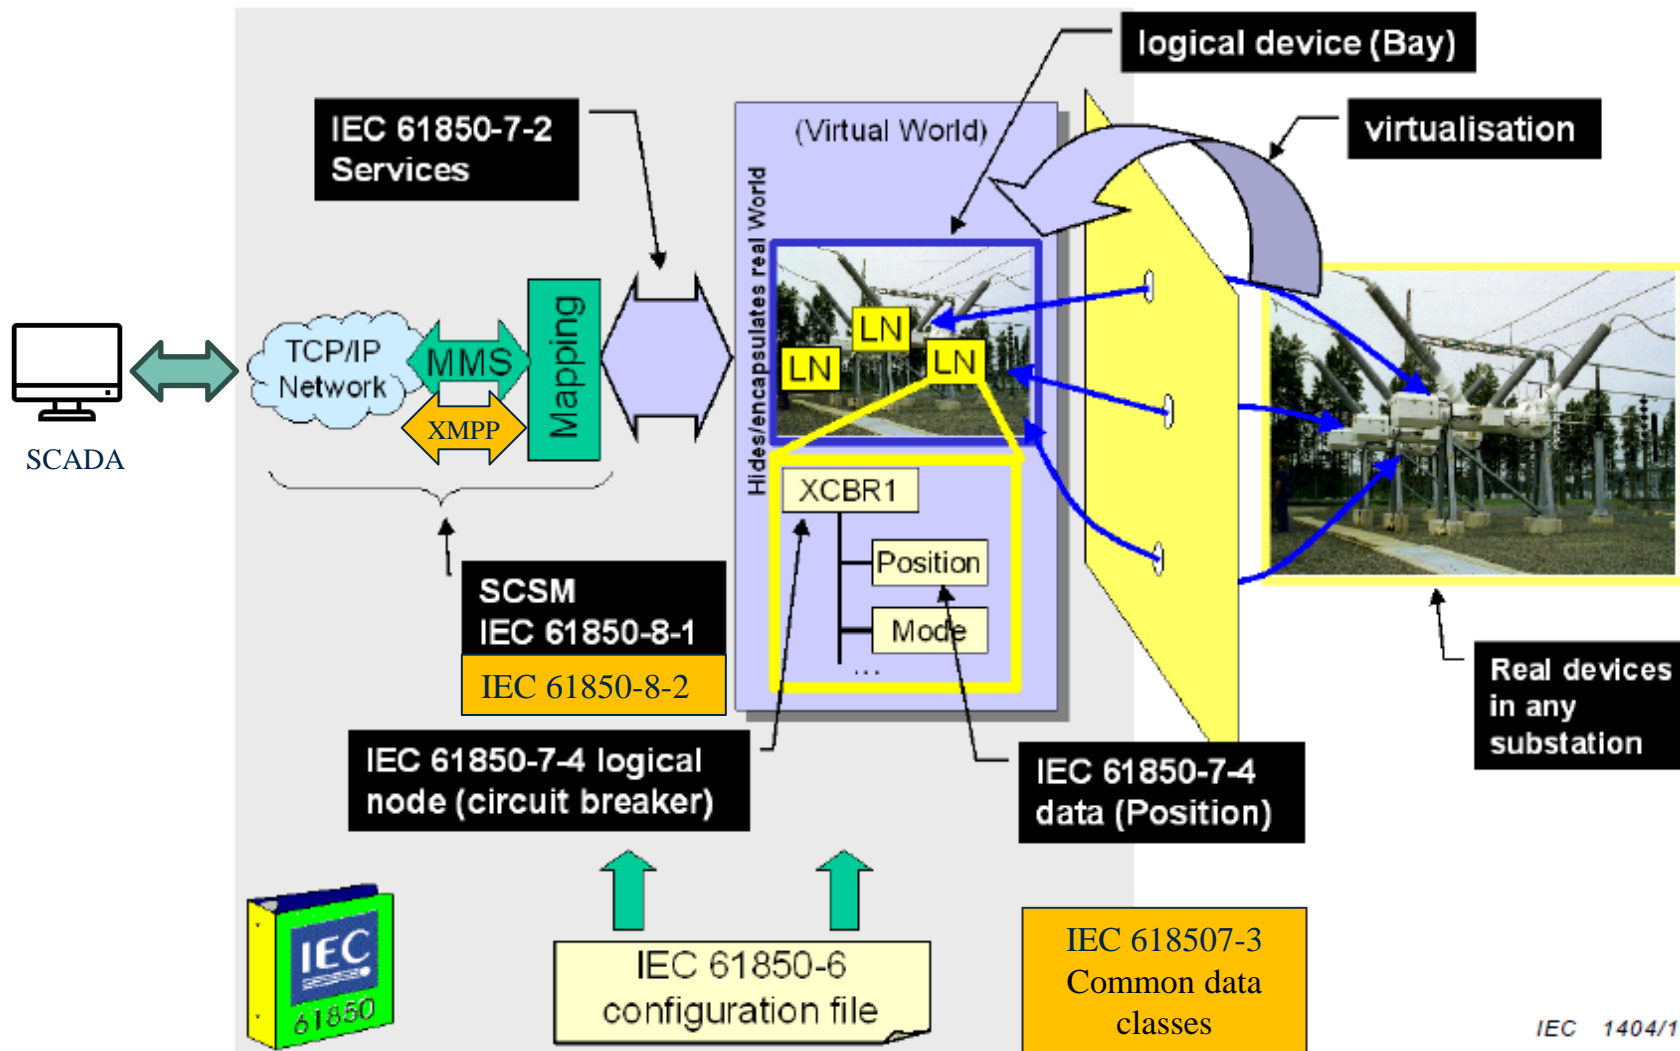 logical device (Bay)
IEC 61850-7-2
Services
(Virtual World)
virtualisation
Hides/encapsulates real World
TCP/IP
Network
MMS
XMPP
Mapping
LN
LN
LN
SCADA
XCBR1
Position
Mode
...
SCSM
IEC 61850-8-1
IEC 61850-8-2
Real devices
in any
substation
IEC 61850-7-4 logical
node (circuit breaker)
IEC 61850-7-4
data (Position)
IEC
61850
IEC 61850-6
configuration file
IEC 618507-3
Common data
classes
IEC 1404/1